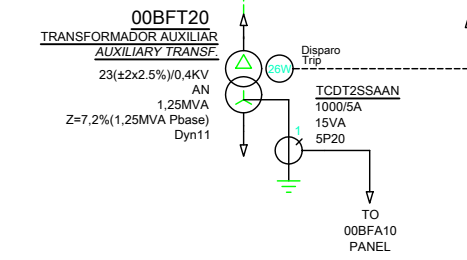 00BFT20
TRANSFORMADOR AUXILIAR
AUXILIARY TRANSF.
23(±2x2.5%)/0,4KV
AN
1,25MVA
Z=7,2%(1,25MVA Pbase)
Dyn11
26W
Disparo
Trip
TCDT2SSAAN
1000/5A
15VA
5P20
1
TO
00BFA10
PANEL